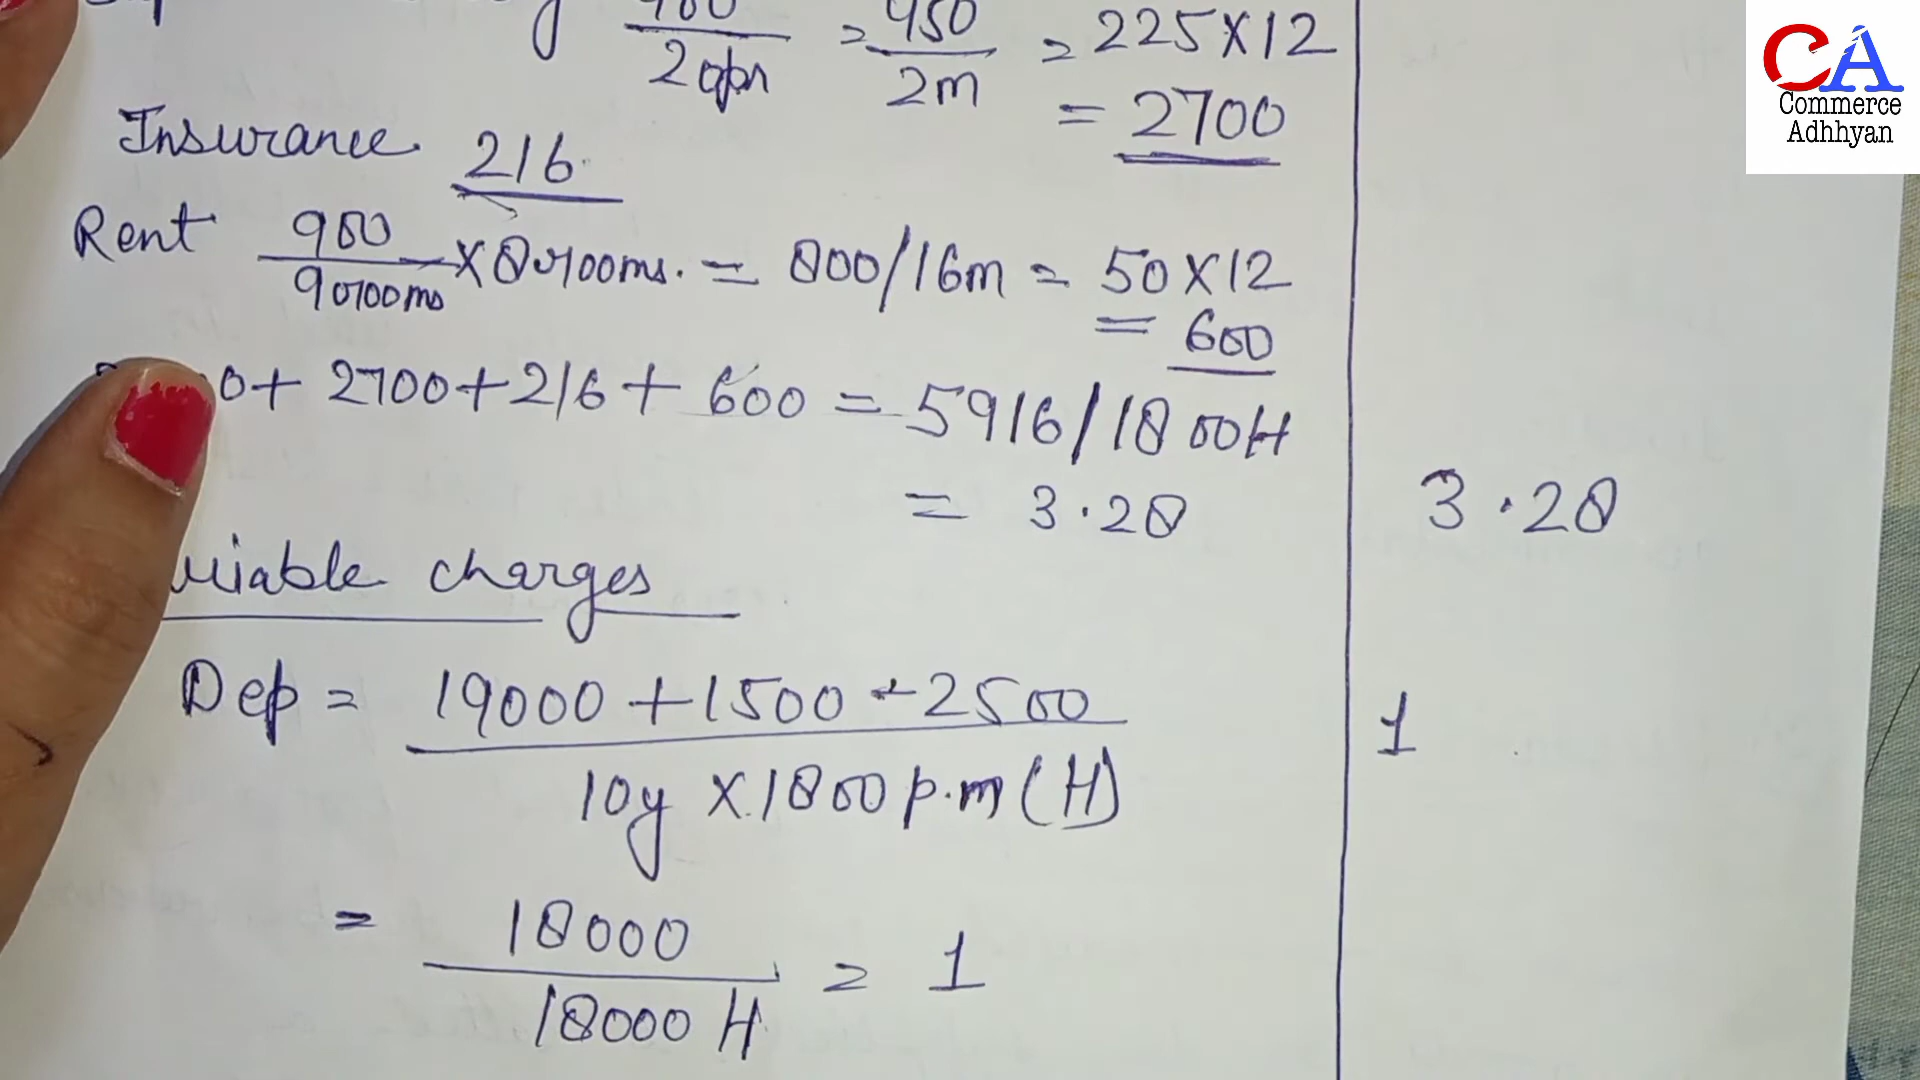 2 opr = 950 / 2m = 225 X 12
= 2700
Insurance 216
Rent 900 / 9 rooms X 8 rooms. = 800/16m = 50 X 12
= 600
0 + 2700 + 216 + 600 = 5916/1800H
= 3.28 3.28
riable charges
Dep = 19000 + 1500 - 2500 / 10y X 1800 p.m (H) 1
= 18000 / 18000 H = 1
CA
Commerce
Adhhyan